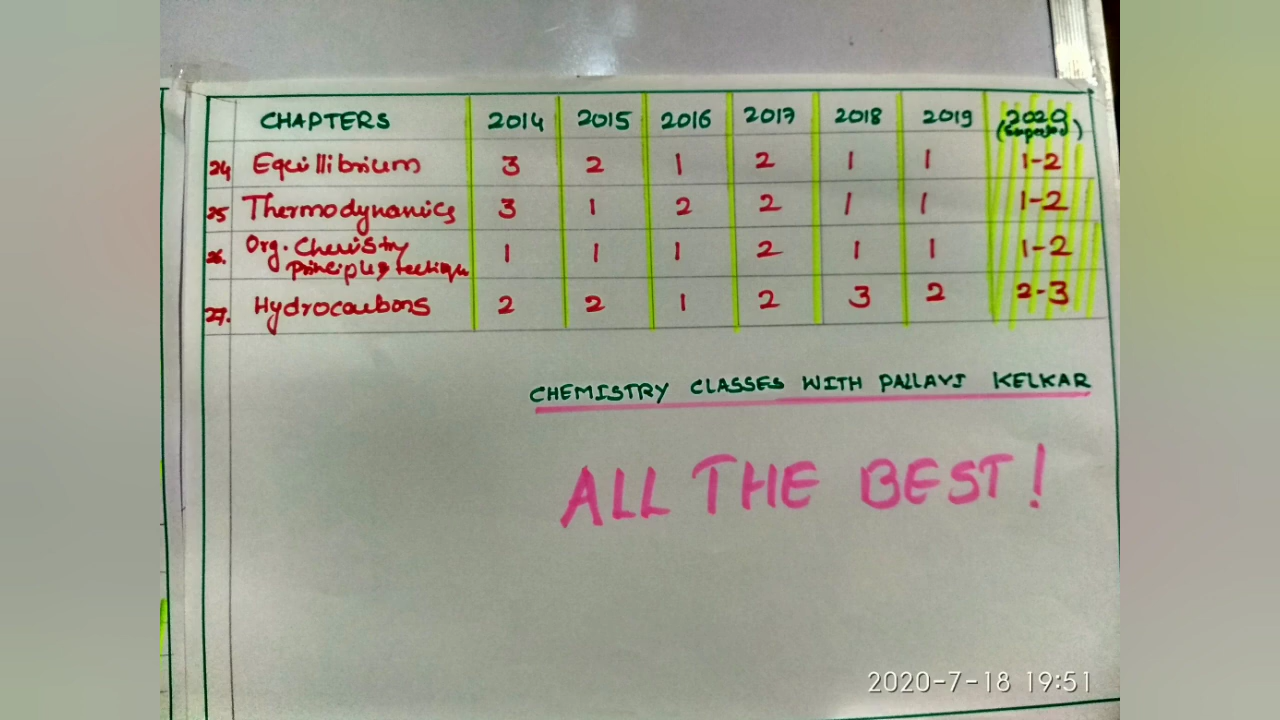 CHAPTERS 2014 2015 2016 2017 2018 2019 2020
(Expected)
24 Equillibrium 3 2 1 2 1 1 1-2
25 Thermodynamics 3 1 2 2 1 1 1-2
26. Org. Chemistry 1 1 1 2 1 1 1-2
Principle,
27. Hydrocarbons 2 2 1 2 3 2 2-3
CHEMISTRY CLASSES WITH PALLAVI KELKAR
ALL THE BEST!
2020-7-18 19:51